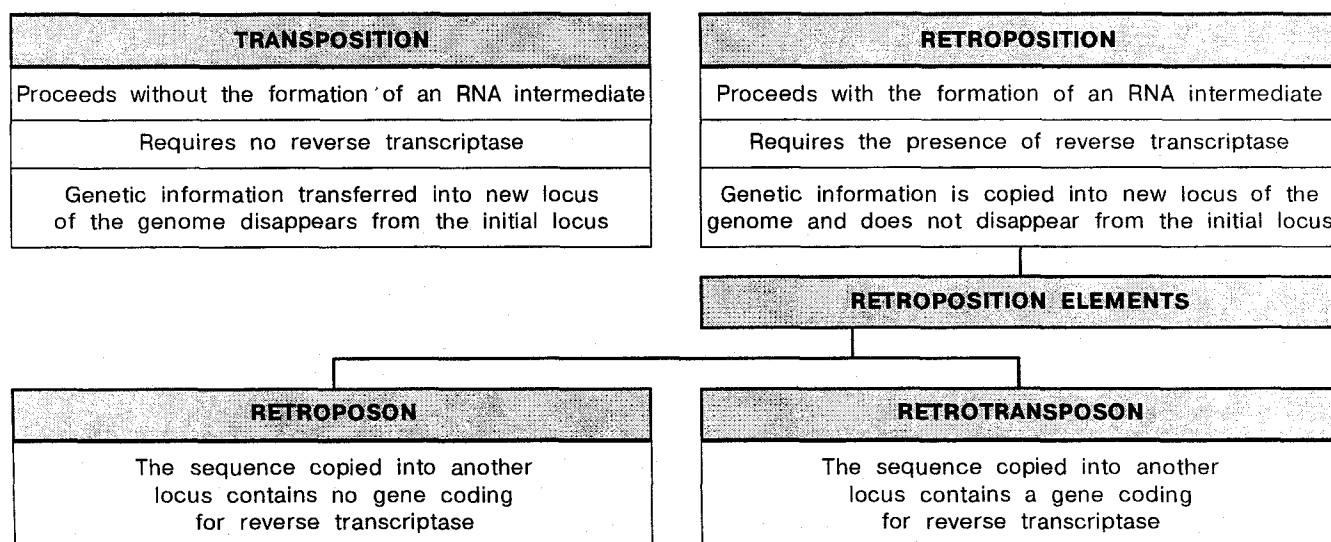 TRANSPOSITION
Proceeds without the formation of an RNA intermediate
Requires no reverse transcriptase
Genetic information transferred into new locus
of the genome disappears from the initial locus
RETROPOSITION
Proceeds with the formation of an RNA intermediate
Requires the presence of reverse transcriptase
Genetic information is copied into new locus of the
genome and does not disappear from the initial locus
RETROPOSITION ELEMENTS
RETROPOSON
The sequence copied into another
locus contains no gene coding
for reverse transcriptase
RETROTRANSPOSON
The sequence copied into another
locus contains a gene coding
for reverse transcriptase